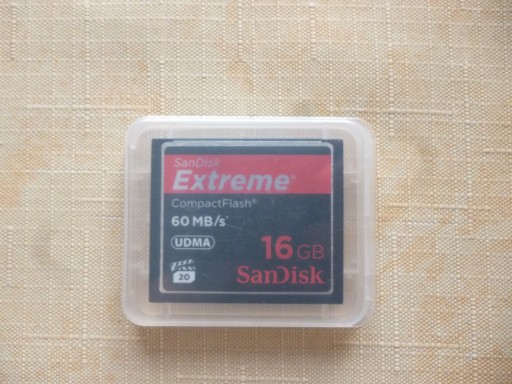 SanDisk
Extreme®
CompactFlash®
60 MB/s*
UDMA
16 GB
20
SanDisk